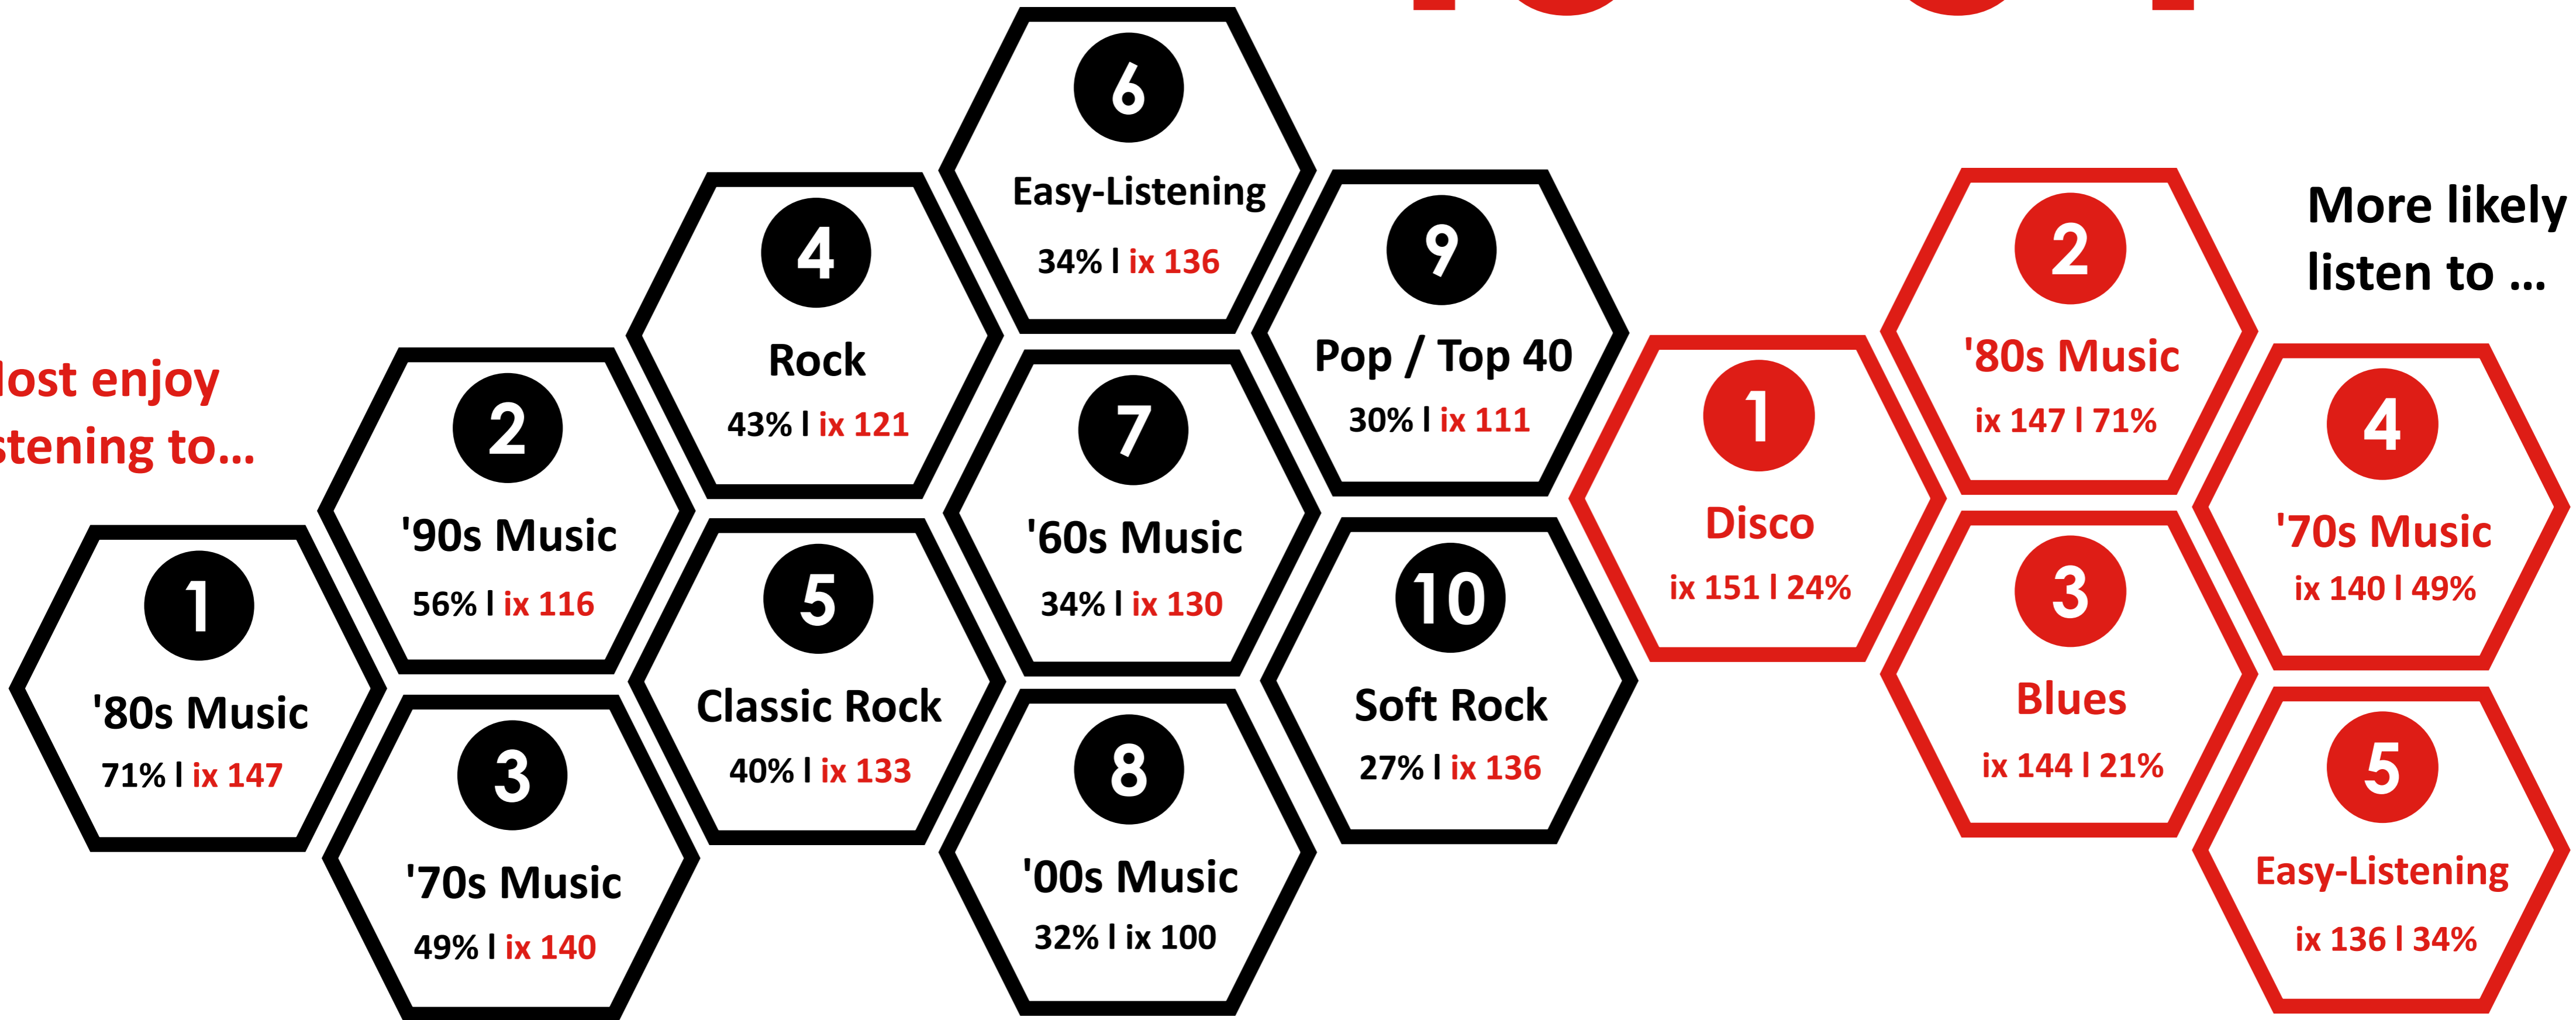 enjoy
to...
1
'80s Music
71% l ix 147
2
'90s Music
56% l ix 116
3
'70s Music
49% l ix 140
4
Rock
43% l ix 121
5
Classic Rock
40% l ix 133
6
Easy-Listening
34% l ix 136
7
'60s Music
34% l ix 130
8
'00s Music
32% l ix 100
9
Pop / Top 40
30% l ix 111
10
Soft Rock
27% l ix 136
More likely
listen to ...
1
Disco
ix 151 l 24%
2
'80s Music
ix 147 l 71%
3
Blues
ix 144 l 21%
4
'70s Music
ix 140 l 49%
5
Easy-Listening
ix 136 l 34%